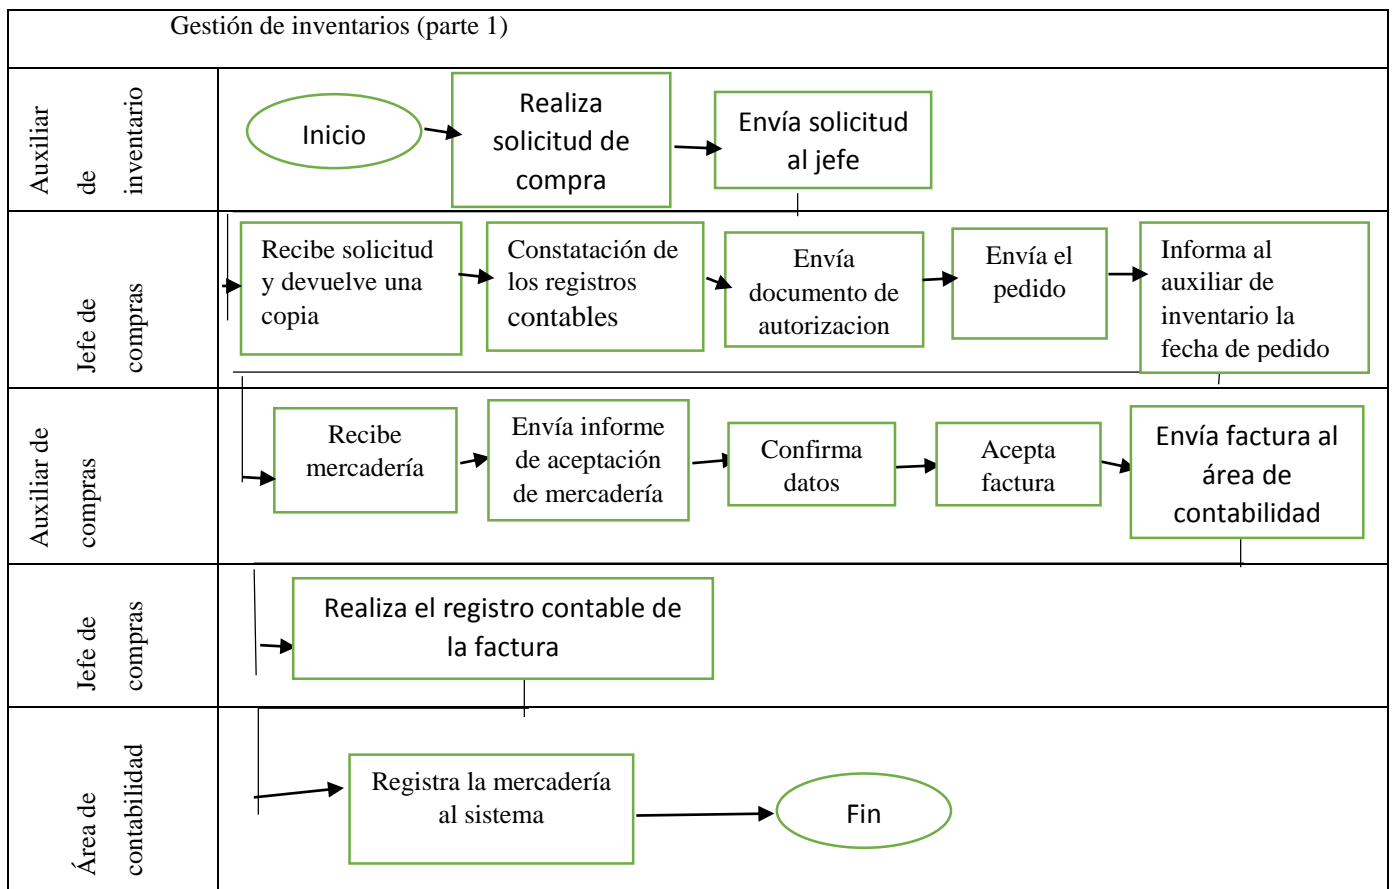 Gestión de inventarios (parte 1)
Auxiliar
de
inventario
Inicio
Realiza
solicitud de
compra
Envía solicitud
al jefe
Jefe de
compras
Recibe solicitud
y devuelve una
copia
Constatación de
los registros
contables
Envía
documento de
autorizacion
Envía el
pedido
Informa al
auxiliar de
inventario la
fecha de pedido
Auxiliar de
compras
Recibe
mercadería
Envía informe
de aceptación
de mercadería
Confirma
datos
Acepta
factura
Envía factura al
área de
contabilidad
Jefe de
compras
Realiza el registro contable de
la factura
Área de
contabilidad
Registra la mercadería
al sistema
Fin